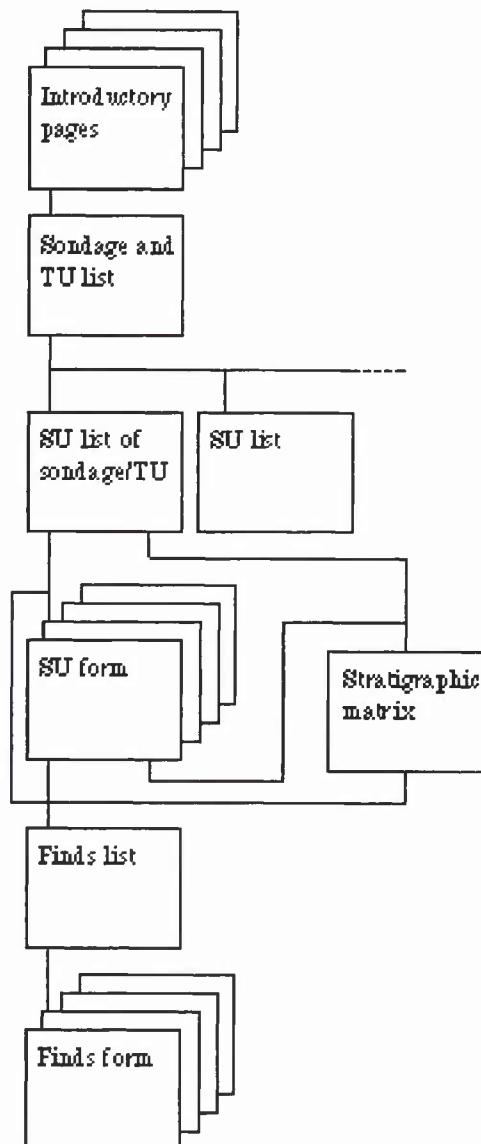 Introductory
pages
Sondage and
TU list
SU list of
sondage/TU
SU list
SU form
Stratigraphic
matrix
Finds list
Finds form